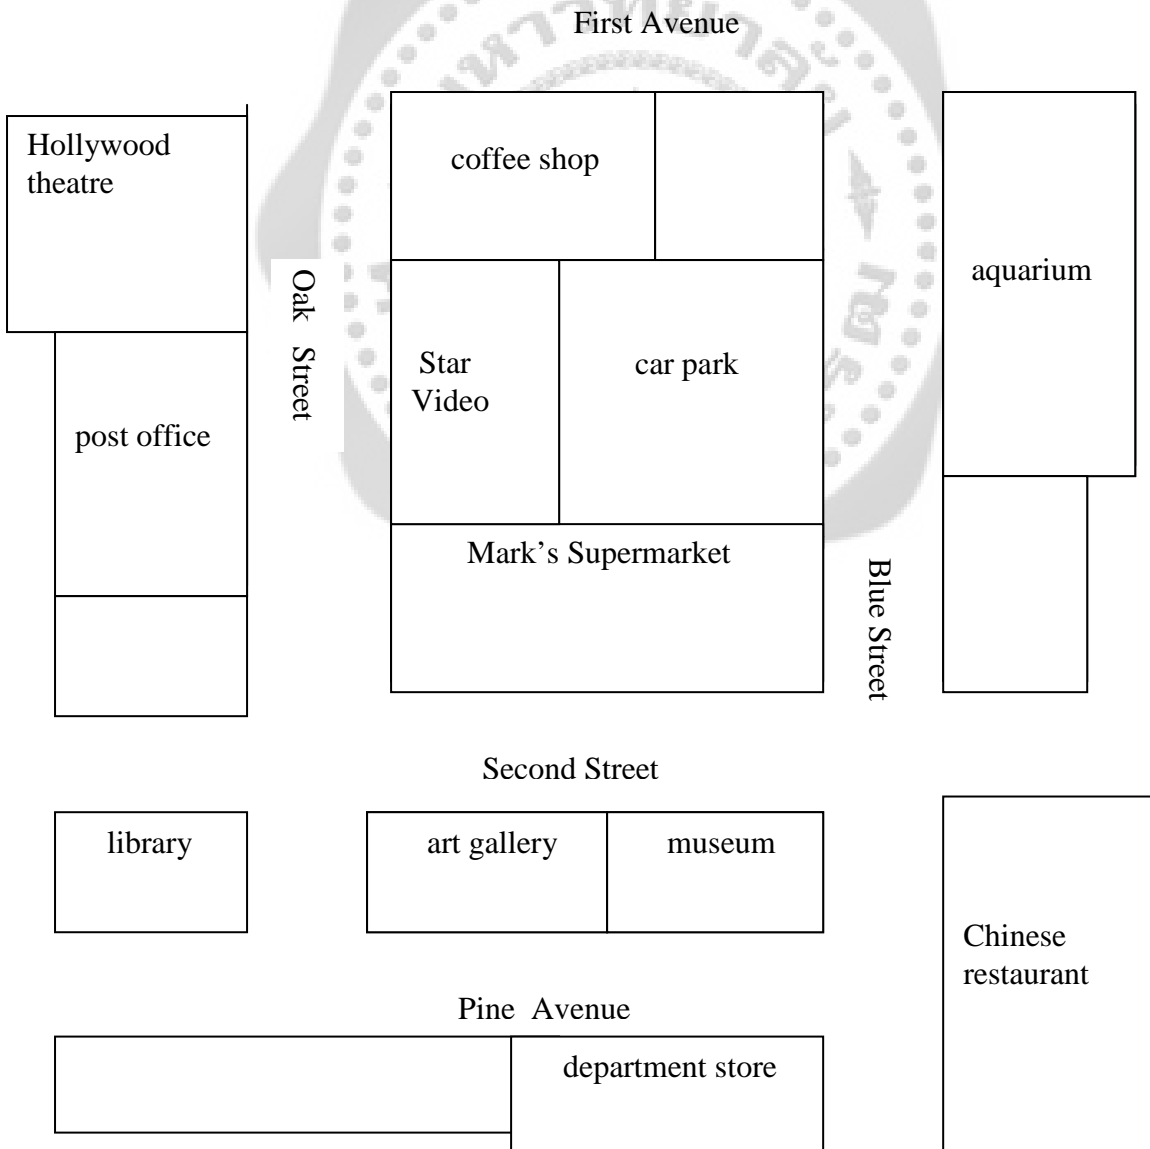 First Avenue
Hollywood
theatre
coffee shop
aquarium
Oak Street
Star
Video
car park
post office
Mark's Supermarket
Blue Street
Second Street
library
art gallery
museum
Chinese
restaurant
Pine Avenue
department store